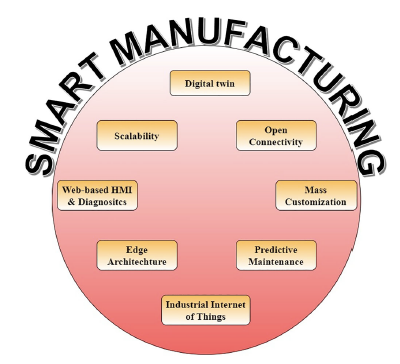 SMART MANUFACTURING
Digital twin
Scalability
Open
Connectivity
Web-based HMI
& Diagnositcs
Mass
Customization
Edge
Architechture
Predictive
Maintenance
Industrial Internet
of Things